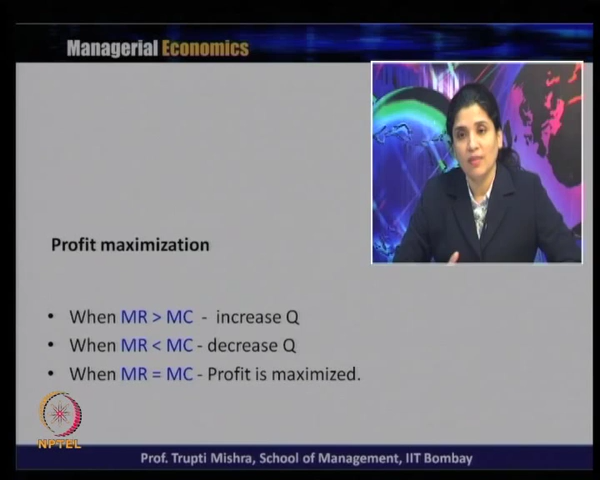 Managerial Economics
Profit maximization
• When MR > MC - increase Q
• When MR < MC - decrease Q
• When MR = MC - Profit is maximized.
NPTEL
Prof. Trupti Mishra, School of Management, IIT Bombay